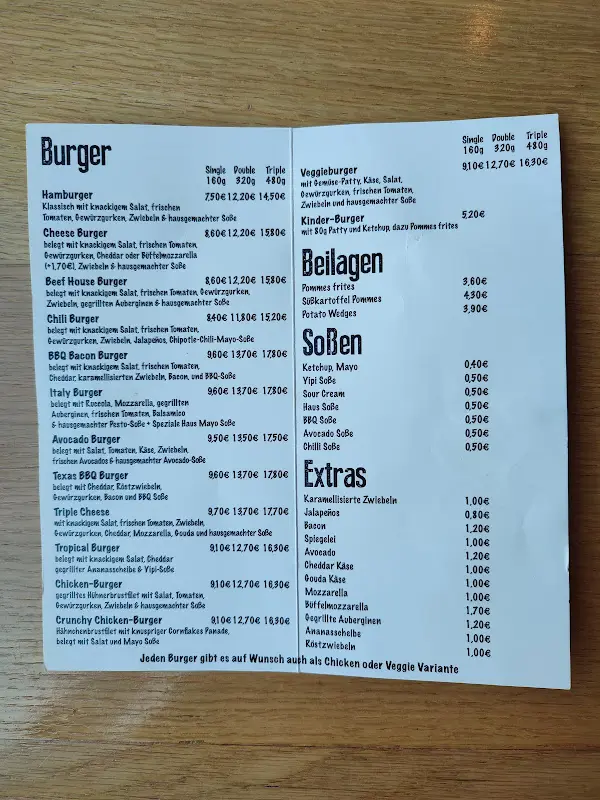 Burger
Single Double Triple
160g 320g 480g
Hamburger 7,50€ 12,20€ 14,50€
Klassisch mit knackigem Salat, frischen
Tomaten, Gewürzgurken, Zwiebeln & hausgemachter Soße
Cheese Burger 8,60€ 12,20€ 15,80€
belegt mit knackigem Salat, frischen Tomaten,
Gewürzgurken, Cheddar oder Büffelmozzarella
(+1,70€), Zwiebeln & hausgemachter Soße
Beef House Burger 8,60€ 12,20€ 15,80€
belegt mit knackigem Salat, frischen Tomaten, Gewürzgurken,
Zwiebeln, gegrillten Auberginen & hausgemachter Soße
Chili Burger 8,40€ 11,80€ 15,20€
belegt mit knackigem Salat, frischen Tomaten,
Gewürzgurken, Zwiebeln, Jalapeños, Chipotle-Chili-Mayo-Soße
BBQ Bacon Burger 9,60€ 13,70€ 17,80€
belegt mit knackigem Salat, frischen Tomaten,
Cheddar, karamellisierten Zwiebeln, Bacon, und BBQ-Soße
Italy Burger 9,60€ 13,70€ 17,80€
belegt mit Ruccola, Mozzarella, gegrillten
Auberginen, frischen Tomaten, Balsamico
& hausgemachter Pesto-Soße + Speziale Haus Mayo Soße
Avocado Burger 9,50€ 13,50€ 17,50€
belegt mit Salat, Tomaten, Käse, Zwiebeln,
frischen Avocados & hausgemachter Avocado-Soße
Texas BBQ Burger 9,60€ 13,70€ 17,80€
belegt mit Cheddar, Röstzwiebeln,
Gewürzgurken, Bacon und BBQ Soße
Triple Cheese 9,70€ 13,70€ 17,70€
mit knackigem Salat, frischen Tomaten, Zwiebeln,
Gewürzgurken, Cheddar, Mozzarella, Gouda und hausgemachter Soße
Tropical Burger 9,10€ 12,70€ 16,30€
belegt mit knackigem Salat, Cheddar
gegrillter Ananasscheibe & Yipi-Soße
Chicken-Burger 9,10€ 12,70€ 16,30€
gegrilltes Hühnerbrustfilet mit Salat, Tomaten,
Gewürzgurken, Zwiebeln & hausgemachter Soße
Crunchy Chicken-Burger 9,10€ 12,70€ 16,30€
Hähnchenbrustfilet mit knuspriger Cornflakes Panade,
belegt mit Salat und Mayo Soße
Single Double Triple
160g 320g 480g
Veggieburger 9,10€ 12,70€ 16,30€
mit Gemüse-Patty, Käse, Salat,
Gewürzgurken, frischen Tomaten,
Zwiebeln und hausgemachter Soße
Kinder-Burger 5,20€
mit 80g Patty und Ketchup, dazu Pommes frites
Beilagen
Pommes frites 3,60€
Süßkartoffel Pommes 4,30€
Potato Wedges 3,90€
Soßen
Ketchup, Mayo 0,40€
Yipi Soße 0,50€
Sour Cream 0,50€
Haus Soße 0,50€
BBQ Soße 0,50€
Avocado Soße 0,50€
Chilli Soße 0,50€
Extras
Karamellisierte Zwiebeln 1,00€
Jalapeños 0,80€
Bacon 1,20€
Spiegelei 1,00€
Avocado 1,20€
Cheddar Käse 1,00€
Gouda Käse 1,00€
Mozzarella 1,00€
Büffelmozzarella 1,70€
Gegrillte Auberginen 1,20€
Ananasscheibe 1,00€
Röstzwiebeln 1,00€
Jeden Burger gibt es auf Wunsch auch als Chicken oder Veggie Variante